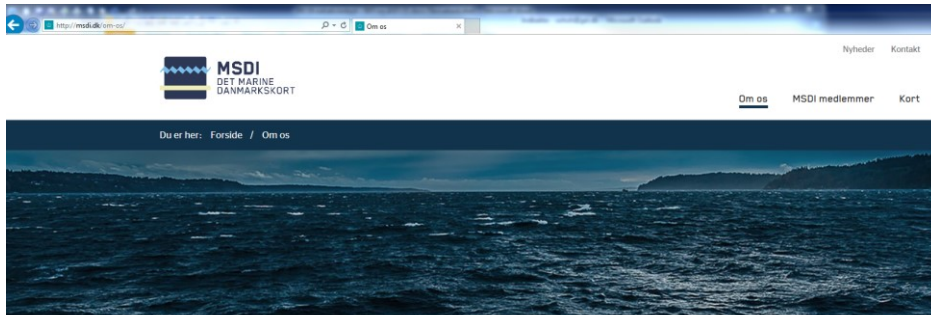 http://msdi.dk/om-os/
Om os
Nyheder Kontakt
MSDI
DET MARINE
DANMARKSKORT
Om os MSDI medlemmer Kort
Du er her: Forside / Om os